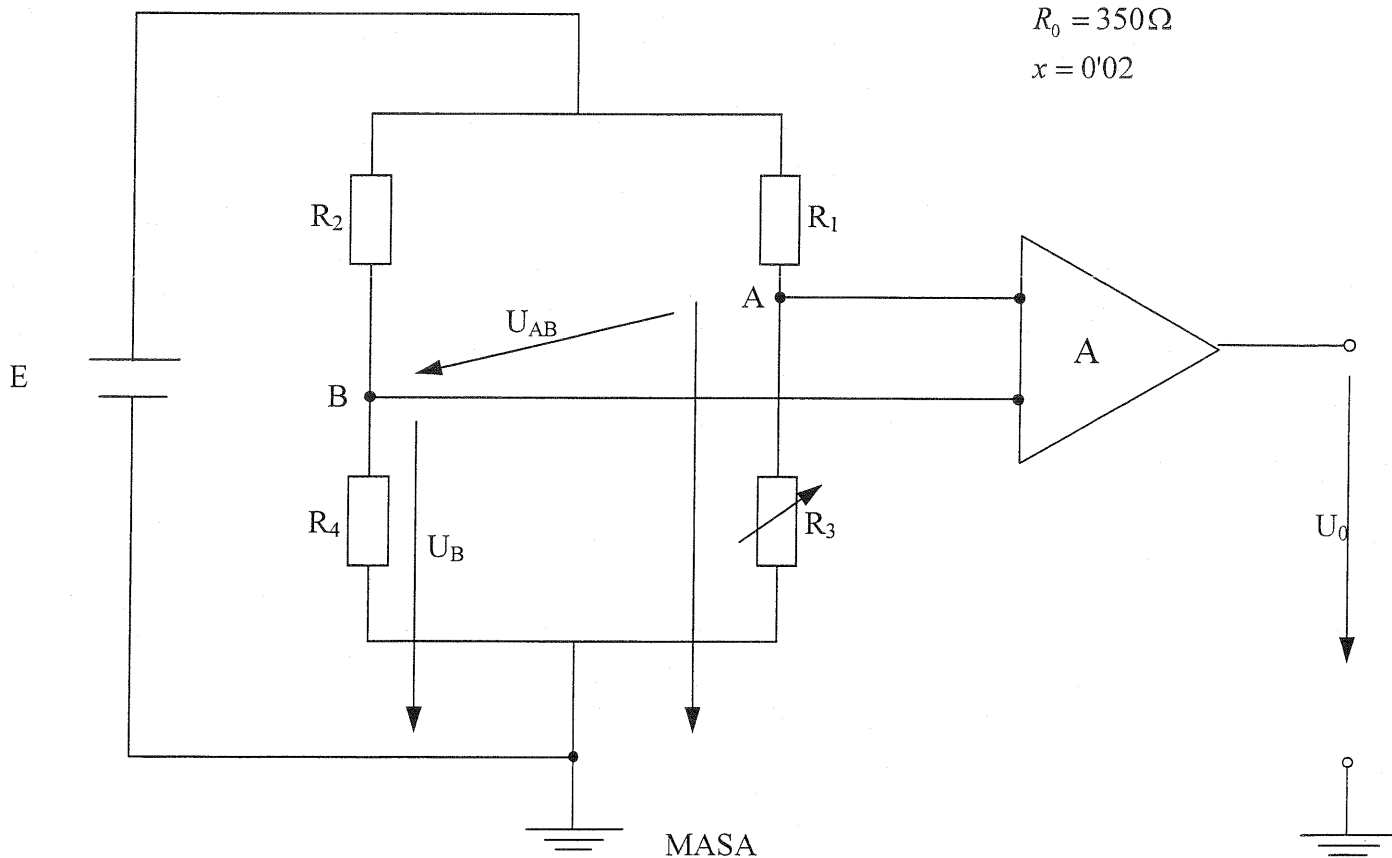 R₀ = 350Ω
x = 0'02
R₂
R₁
A
U_AB
A
E
B
R₄
U_B
R₃
U₀
MASA